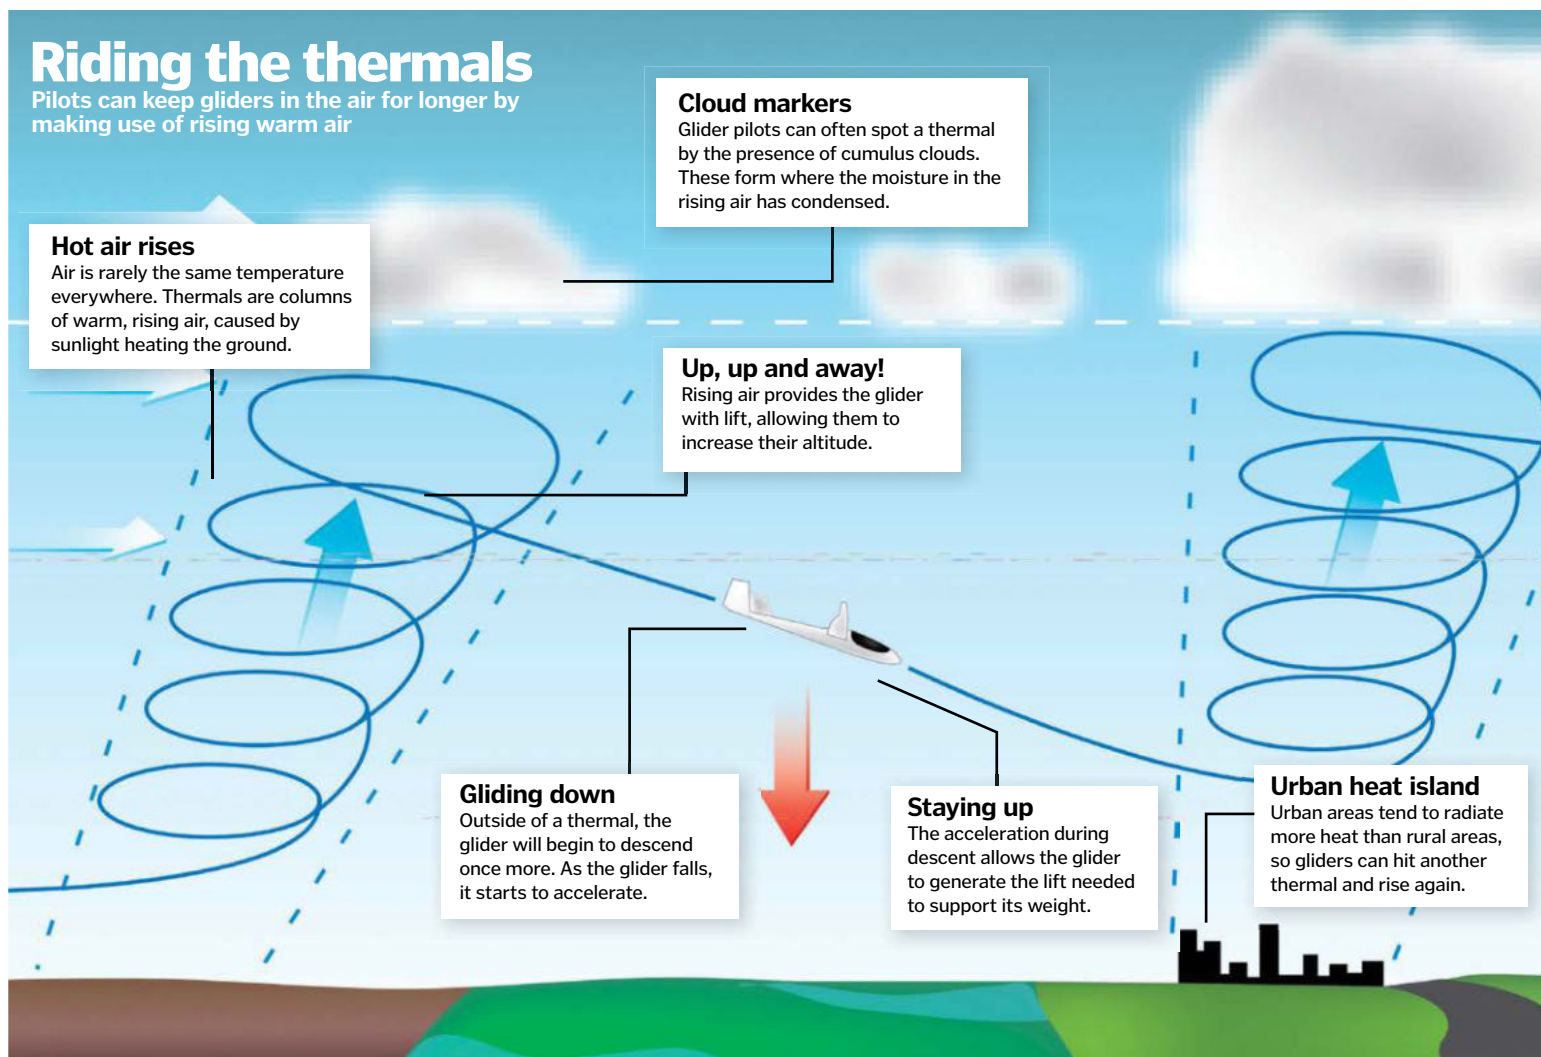 Riding the thermals
Pilots can keep gliders in the air for longer by
making use of rising warm air
Cloud markers
Glider pilots can often spot a thermal
by the presence of cumulus clouds.
These form where the moisture in the
rising air has condensed.
Hot air rises
Air is rarely the same temperature
everywhere. Thermals are columns
of warm, rising air, caused by
sunlight heating the ground.
Up, up and away!
Rising air provides the glider
with lift, allowing them to
increase their altitude.
Gliding down
Outside of a thermal, the
glider will begin to descend
once more. As the glider falls,
it starts to accelerate.
Staying up
The acceleration during
descent allows the glider
to generate the lift needed
to support its weight.
Urban heat island
Urban areas tend to radiate
more heat than rural areas,
so gliders can hit another
thermal and rise again.